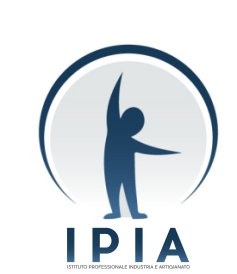 IPIA
ISTITUTO PROFESSIONALE INDUSTRIA E ARTIGIANATO